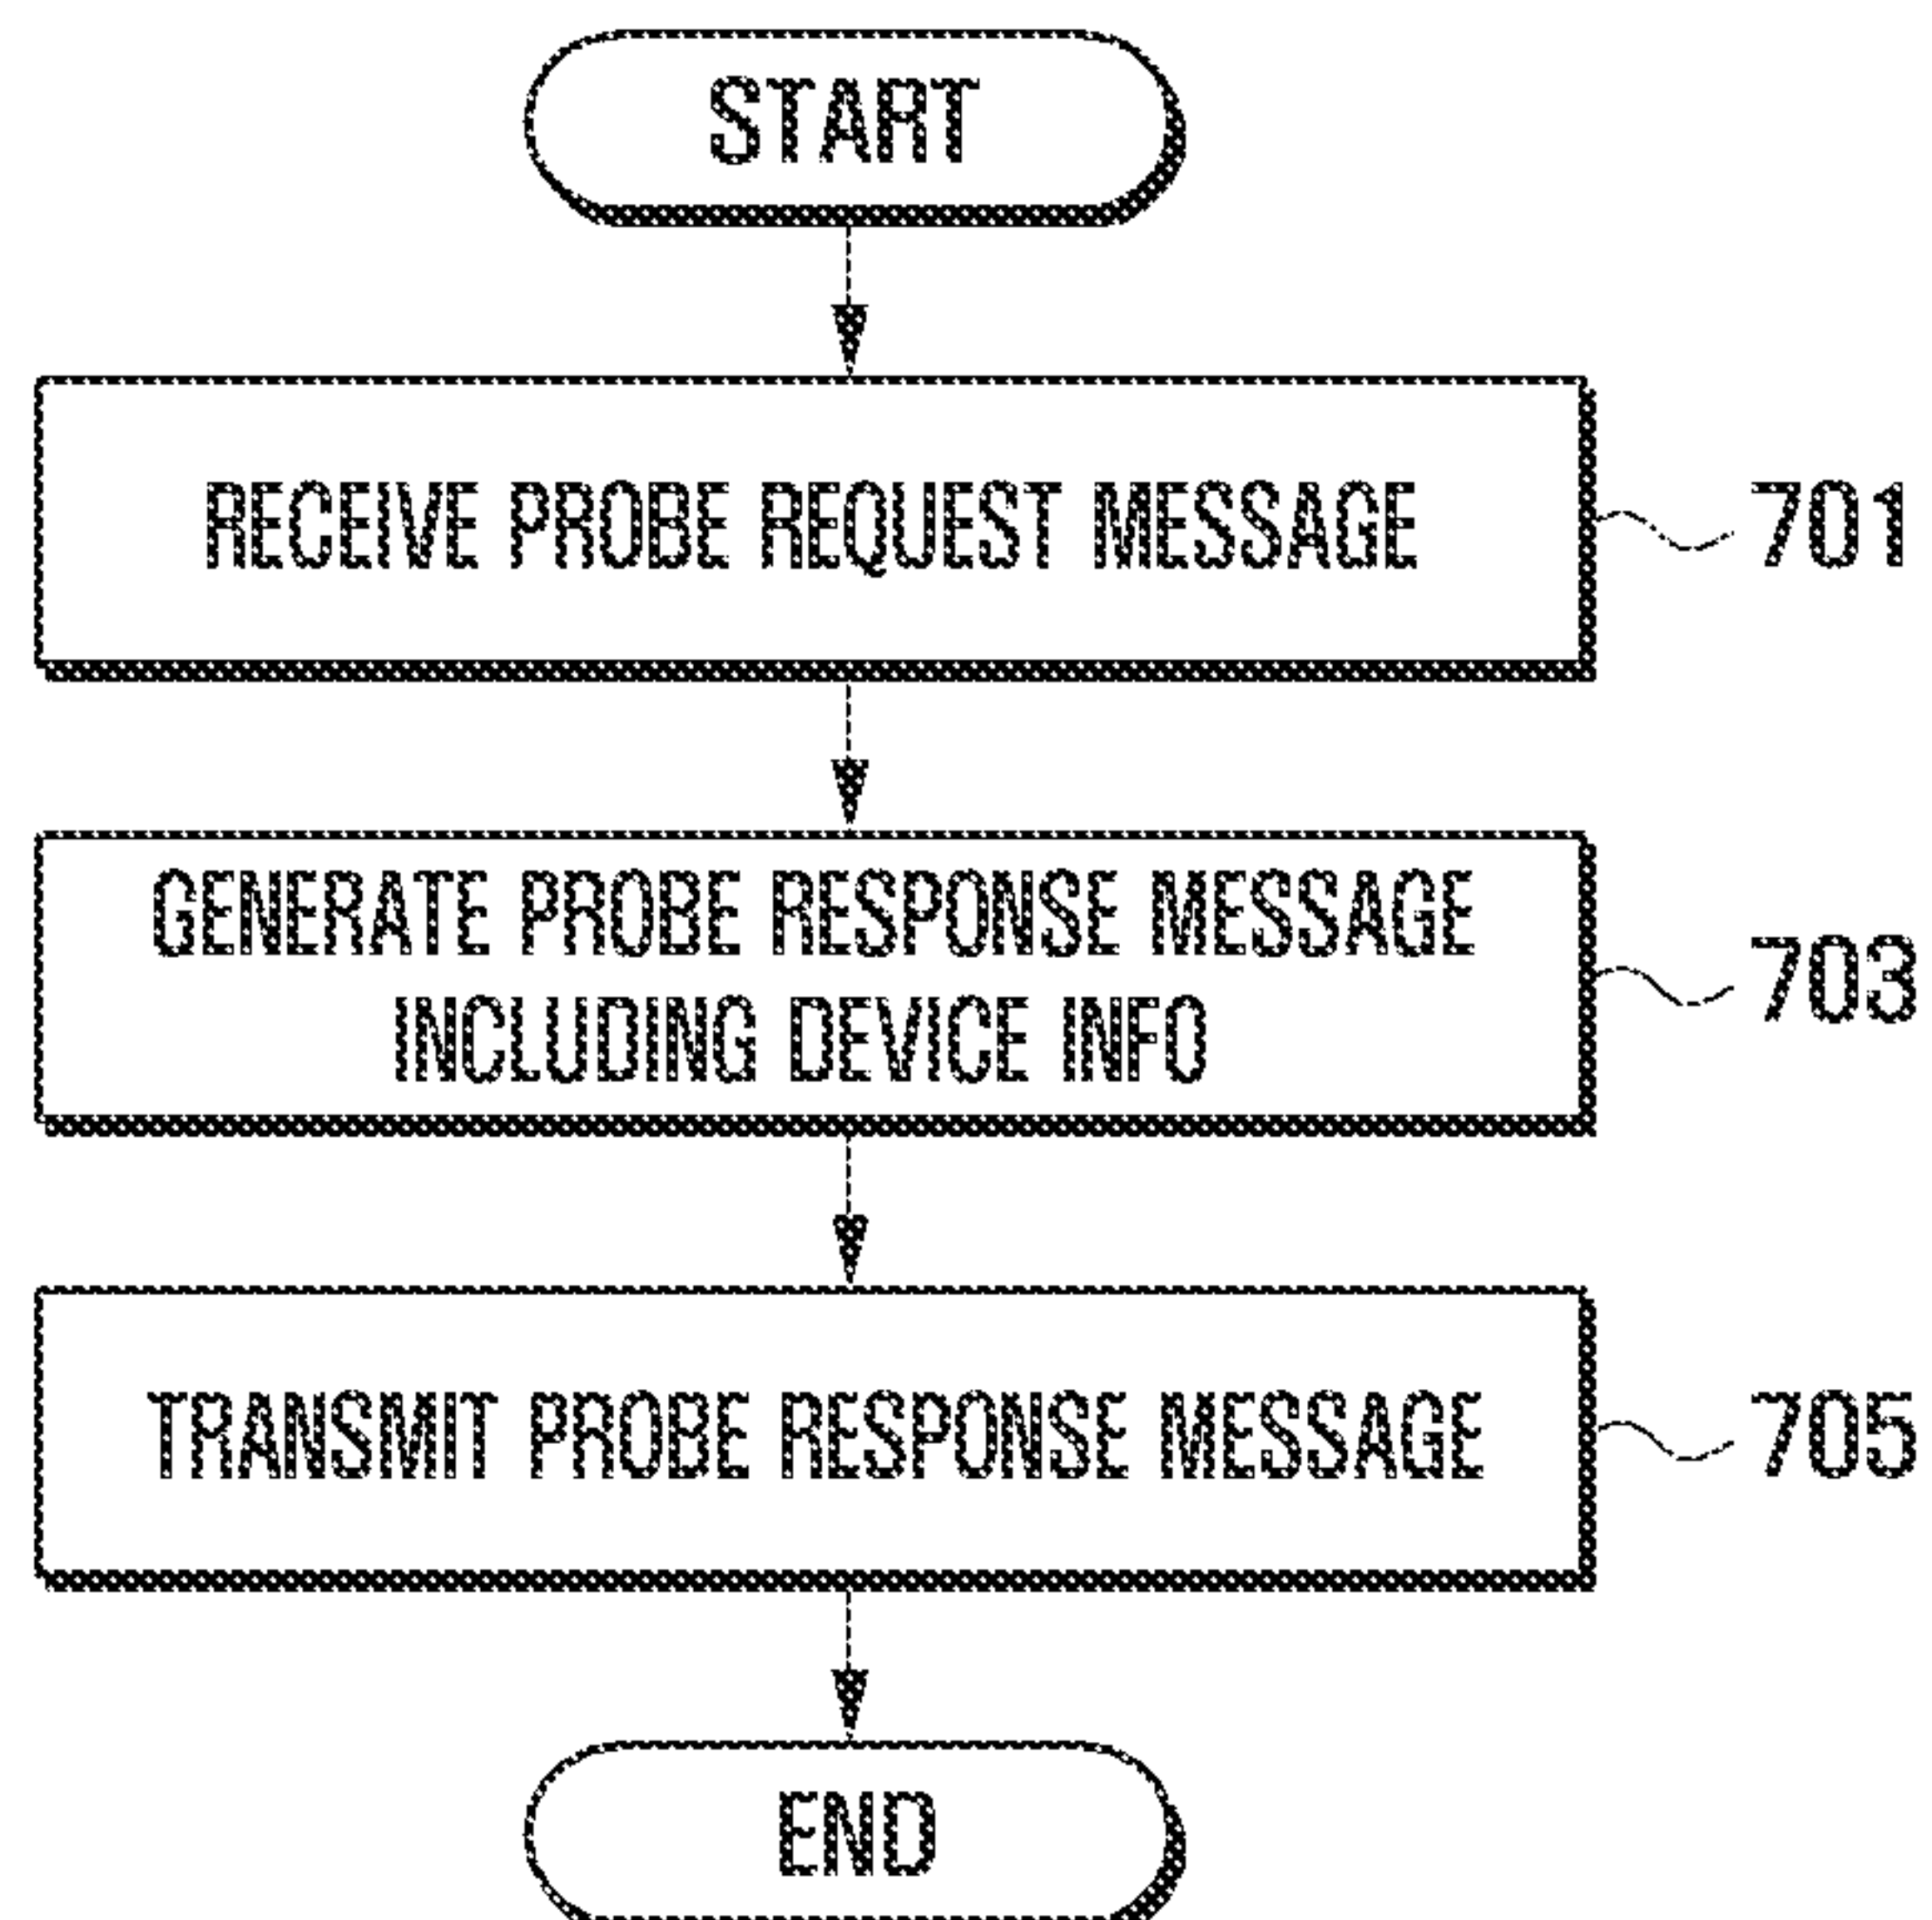 START
RECEIVE PROBE REQUEST MESSAGE
701
GENERATE PROBE RESPONSE MESSAGE
INCLUDING DEVICE INFO
703
TRANSMIT PROBE RESPONSE MESSAGE
705
END